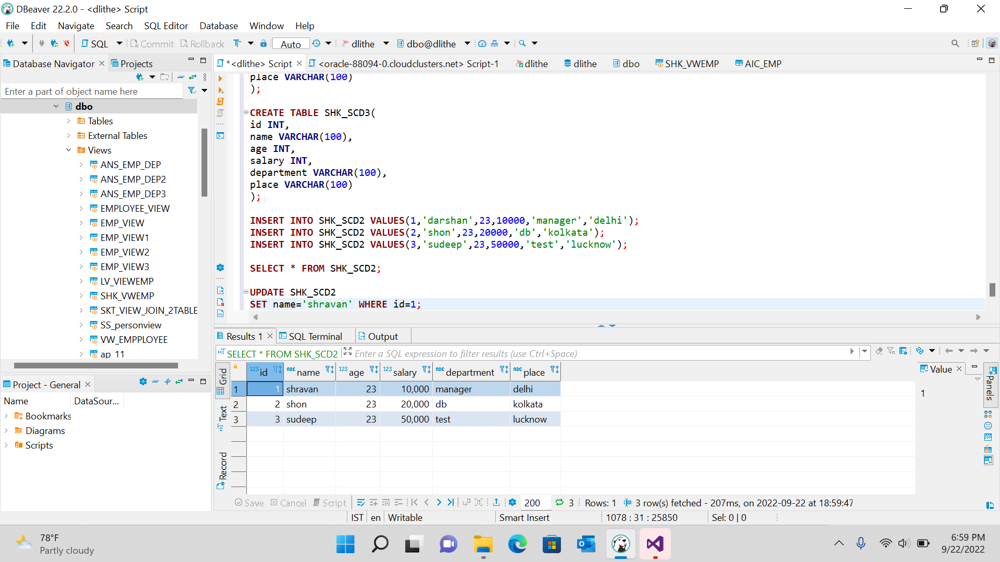 DBeaver 22.2.0 - <dlithe> Script
File Edit Navigate Search SQL Editor Database Window Help
SQL Commit Rollback Auto dlithe dbo@dlithe
Database Navigator Projects
Enter a part of object name here
dbo
Tables
External Tables
Views
ANS_EMP_DEP
ANS_EMP_DEP2
ANS_EMP_DEP3
EMPLOYEE_VIEW
EMP_VIEW
EMP_VIEW1
EMP_VIEW2
EMP_VIEW3
LV_VIEWEMP
SHK_VWEMP
SKT_VIEW_JOIN_2TABLE
SS_personview
VW_EMPPLOYEE
ap_11
Project - General
Name DataSour...
Bookmarks
Diagrams
Scripts
*<dlithe> Script <oracle-88094-0.cloudclusters.net> Script-1 dlithe dlithe dbo SHK_VWEMP AIC_EMP
place VARCHAR(100)
);
CREATE TABLE SHK_SCD3(
id INT,
name VARCHAR(100),
age INT,
salary INT,
department VARCHAR(100),
place VARCHAR(100)
);
INSERT INTO SHK_SCD2 VALUES(1,'darshan',23,10000,'manager','delhi');
INSERT INTO SHK_SCD2 VALUES(2,'shon',23,20000,'db','kolkata');
INSERT INTO SHK_SCD2 VALUES(3,'sudeep',23,50000,'test','lucknow');
SELECT * FROM SHK_SCD2;
UPDATE SHK_SCD2
SET name='shravan' WHERE id=1;
Results 1 SQL Terminal Output
SELECT * FROM SHK_SCD2 Enter a SQL expression to filter results (use Ctrl+Space)
Grid
Text
Record
123 id ABC name 123 age 123 salary ABC department ABC place
1 1 shravan 23 10,000 manager delhi
2 2 shon 23 20,000 db kolkata
3 3 sudeep 23 50,000 test lucknow
Value
1
Panels
Save Cancel Script 200 3 Rows: 1 3 row(s) fetched - 207ms, on 2022-09-22 at 18:59:47
IST en Writable Smart Insert 1078 : 31 : 25850 Sel: 0 | 0
78°F
Partly cloudy
6:59 PM
9/22/2022